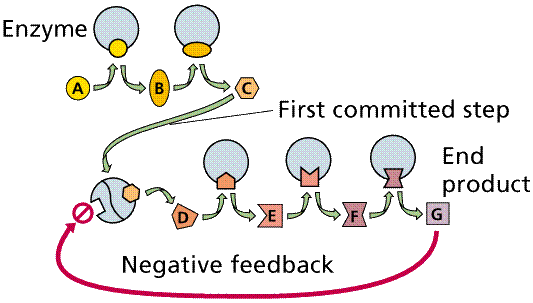 Enzyme
A
B
C
First committed step
End
product
D
E
F
G
Negative feedback